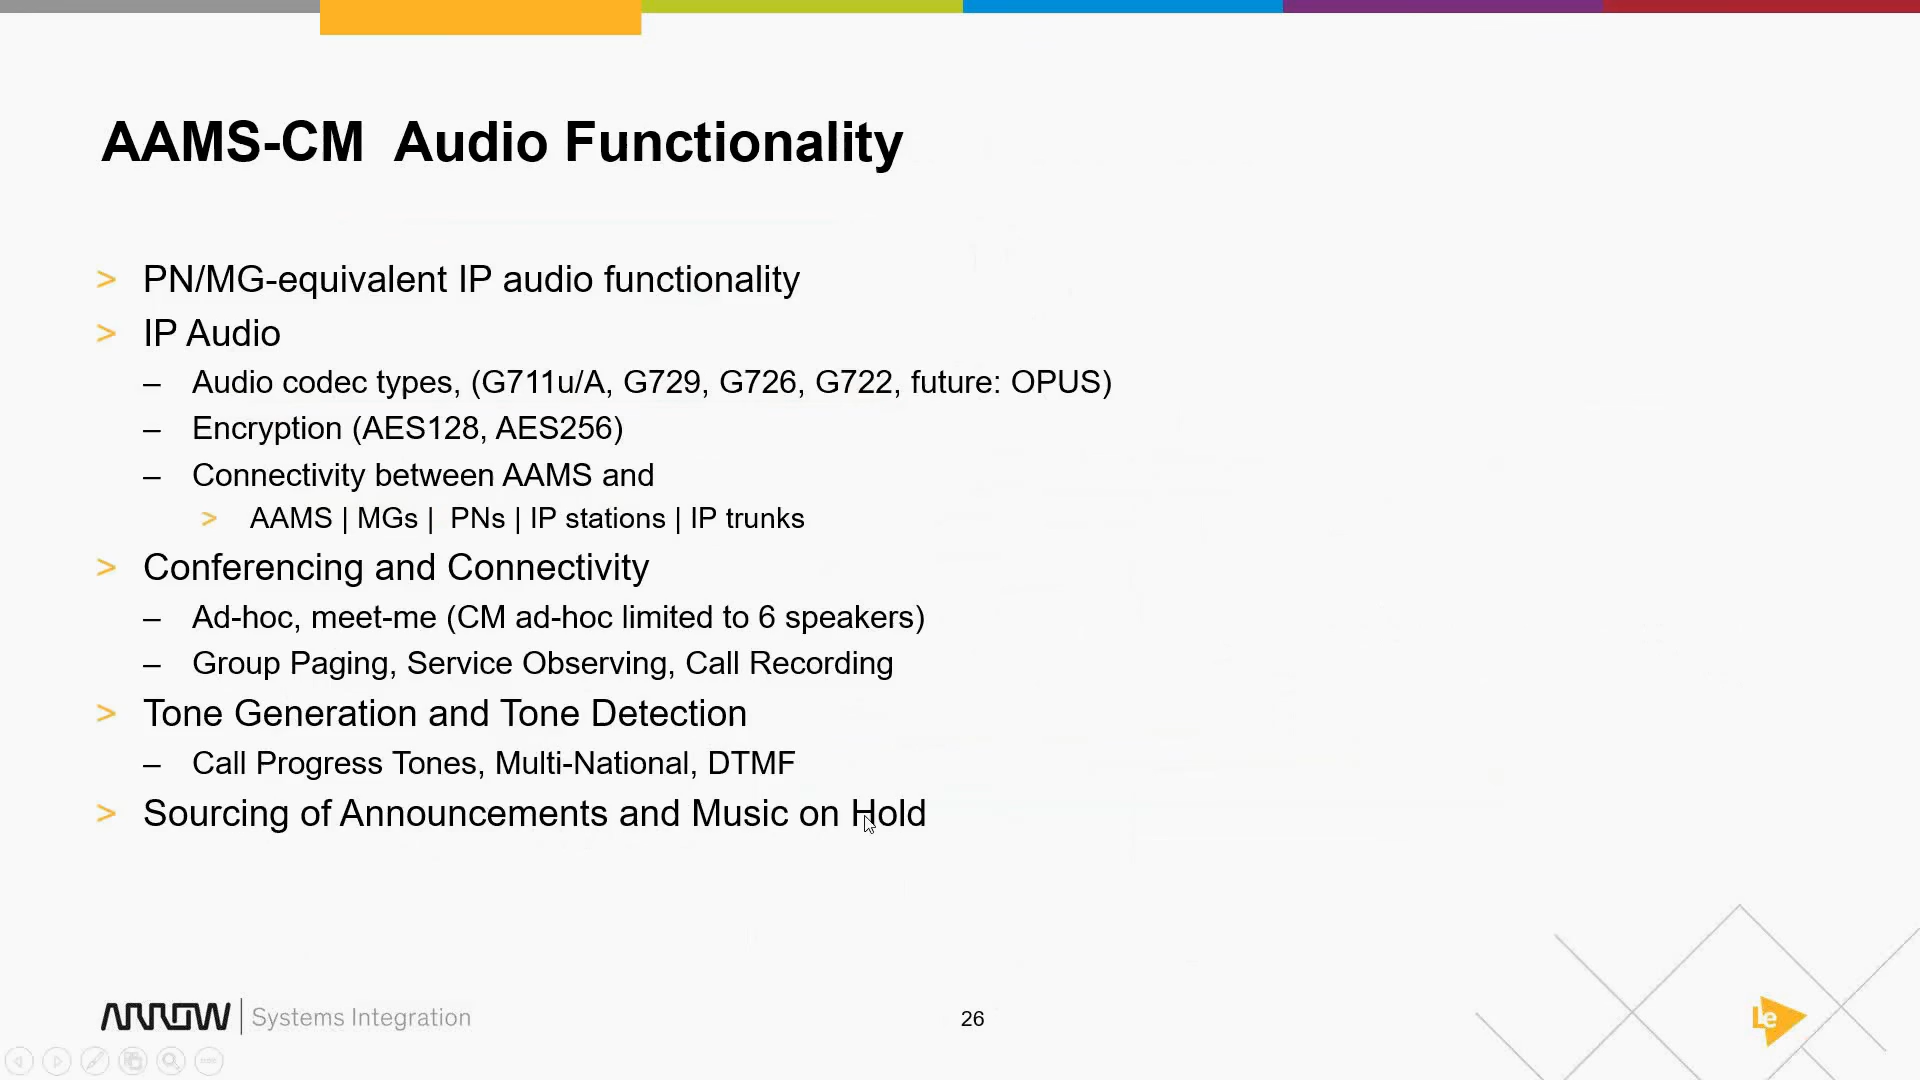 AAMS-CM  Audio Functionality
> PN/MG-equivalent IP audio functionality
> IP Audio
– Audio codec types, (G711u/A, G729, G726, G722, future: OPUS)
– Encryption (AES128, AES256)
– Connectivity between AAMS and
> AAMS | MGs |  PNs | IP stations | IP trunks
> Conferencing and Connectivity
– Ad-hoc, meet-me (CM ad-hoc limited to 6 speakers)
– Group Paging, Service Observing, Call Recording
> Tone Generation and Tone Detection
– Call Progress Tones, Multi-National, DTMF
> Sourcing of Announcements and Music on Hold
ARROW | Systems Integration
26
Le